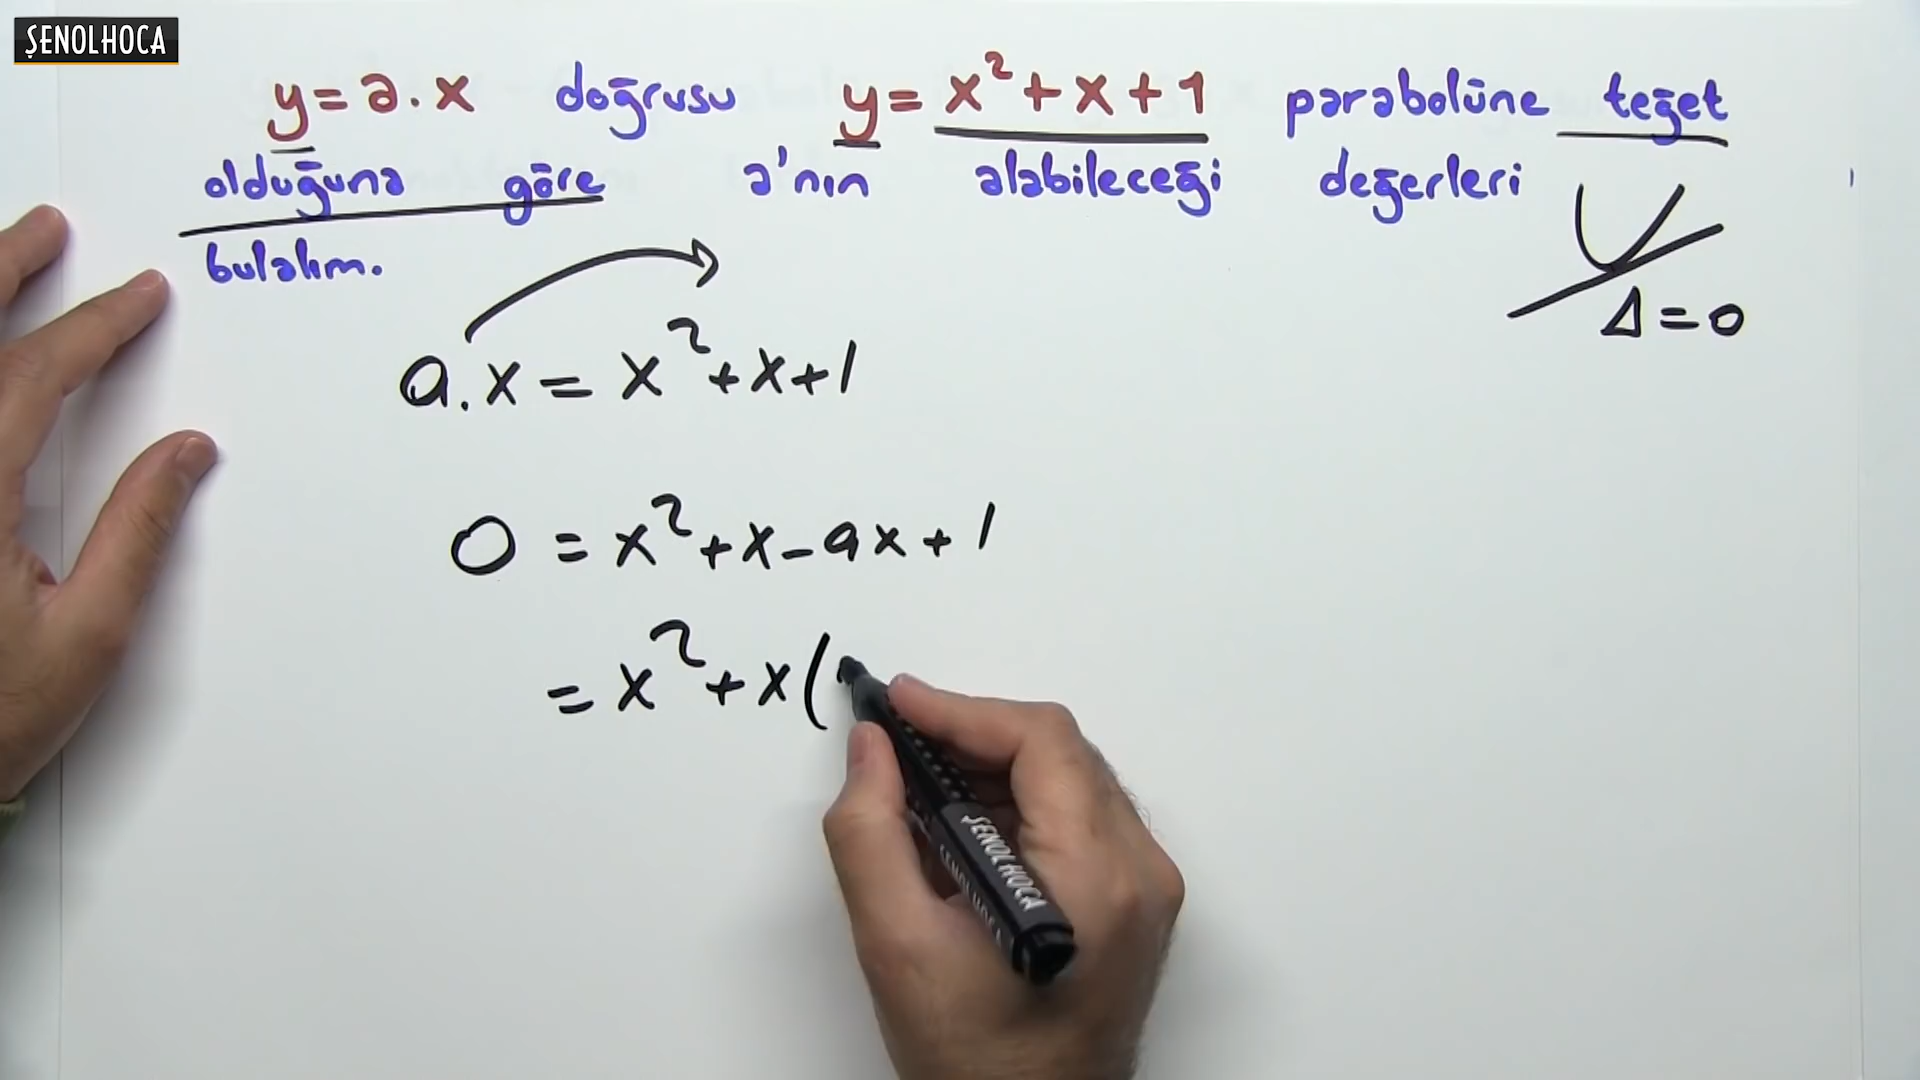 ŞENOLHOCA
y = a.x doğrusu y = x² + x + 1 parabolüne teğet
olduğuna göre a'nın alabileceği değerleri
bulalım.
Δ = 0
a.x = x² + x + 1
0 = x² + x - ax + 1
= x² + x(
ŞENOLHOCA
ŞENOLHOCA